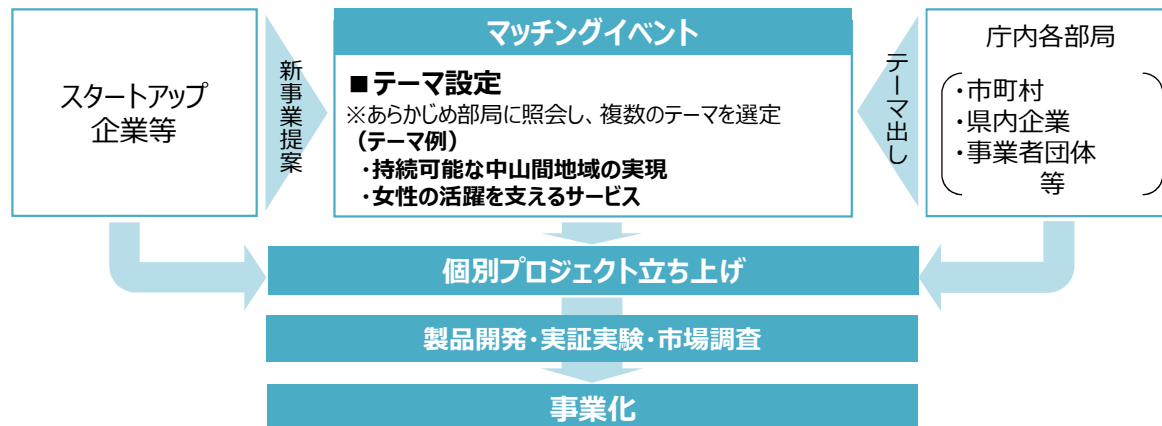 スタートアップ
企業等
新事業提案
マッチングイベント
■テーマ設定
※あらかじめ部局に照会し、複数のテーマを選定
（テーマ例）
・持続可能な中山間地域の実現
・女性の活躍を支えるサービス
テーマ出し
庁内各部局
・市町村
・県内企業
・事業者団体
等
個別プロジェクト立ち上げ
製品開発・実証実験・市場調査
事業化